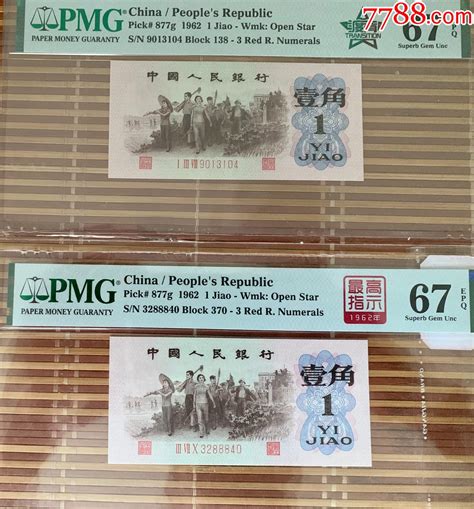 7788.com
PMG
PAPER MONEY GUARANTY
China / People's Republic
Pick# 877g 1962 1 Jiao - Wmk: Open Star
S/N 9013104 Block 138 - 3 Red R. Numerals
TRANSITION
67 EPQ
Superb Gem Unc
中國人民銀行
壹角
1
YI
JIAO
I III VII 9013104
PMG
PAPER MONEY GUARANTY
China / People's Republic
Pick# 877g 1962 1 Jiao - Wmk: Open Star
S/N 3288840 Block 370 - 3 Red R. Numerals
最高
指示
1962年
67 EPQ
Superb Gem Unc
中國人民銀行
壹角
1
YI
JIAO
III VII X 3288840